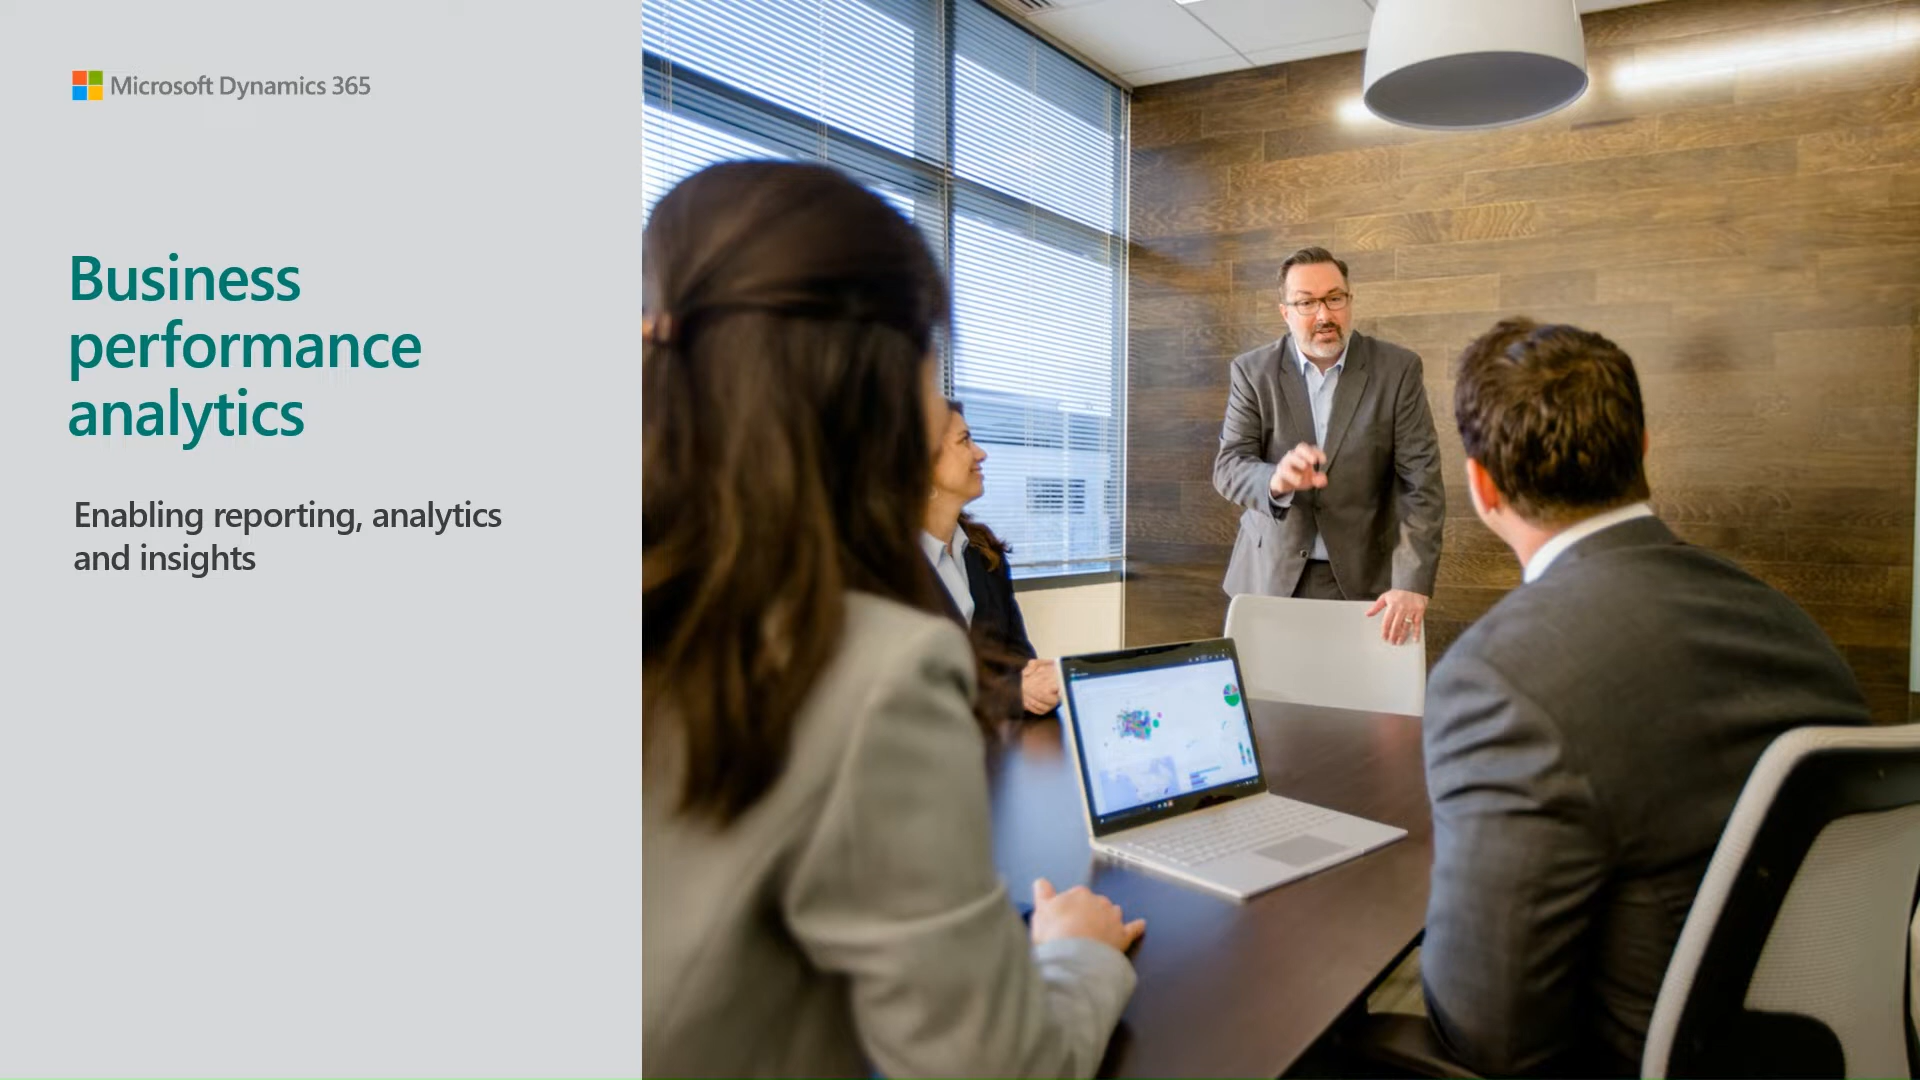 Microsoft Dynamics 365
Business
performance
analytics
Enabling reporting, analytics
and insights